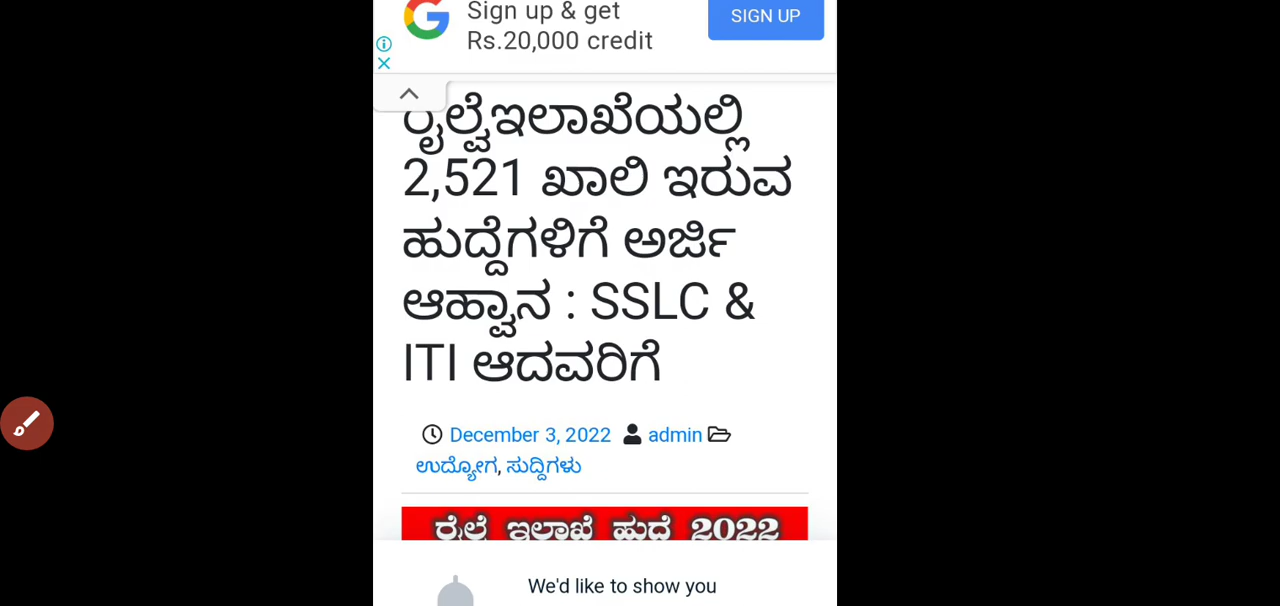 Sign up & get
Rs.20,000 credit
SIGN UP
ರೈಲ್ವೆಇಲಾಖೆಯಲ್ಲಿ
2,521 ಖಾಲಿ ಇರುವ
ಹುದ್ದೆಗಳಿಗೆ ಅರ್ಜಿ
ಆಹ್ವಾನ : SSLC &
ITI ಆದವರಿಗೆ
December 3, 2022 admin
ಉದ್ಯೋಗ, ಸುದ್ದಿಗಳು
ರೈಲ್ವೆ ಇಲಾಖೆ ಹುದ್ದೆ 2022
We'd like to show you